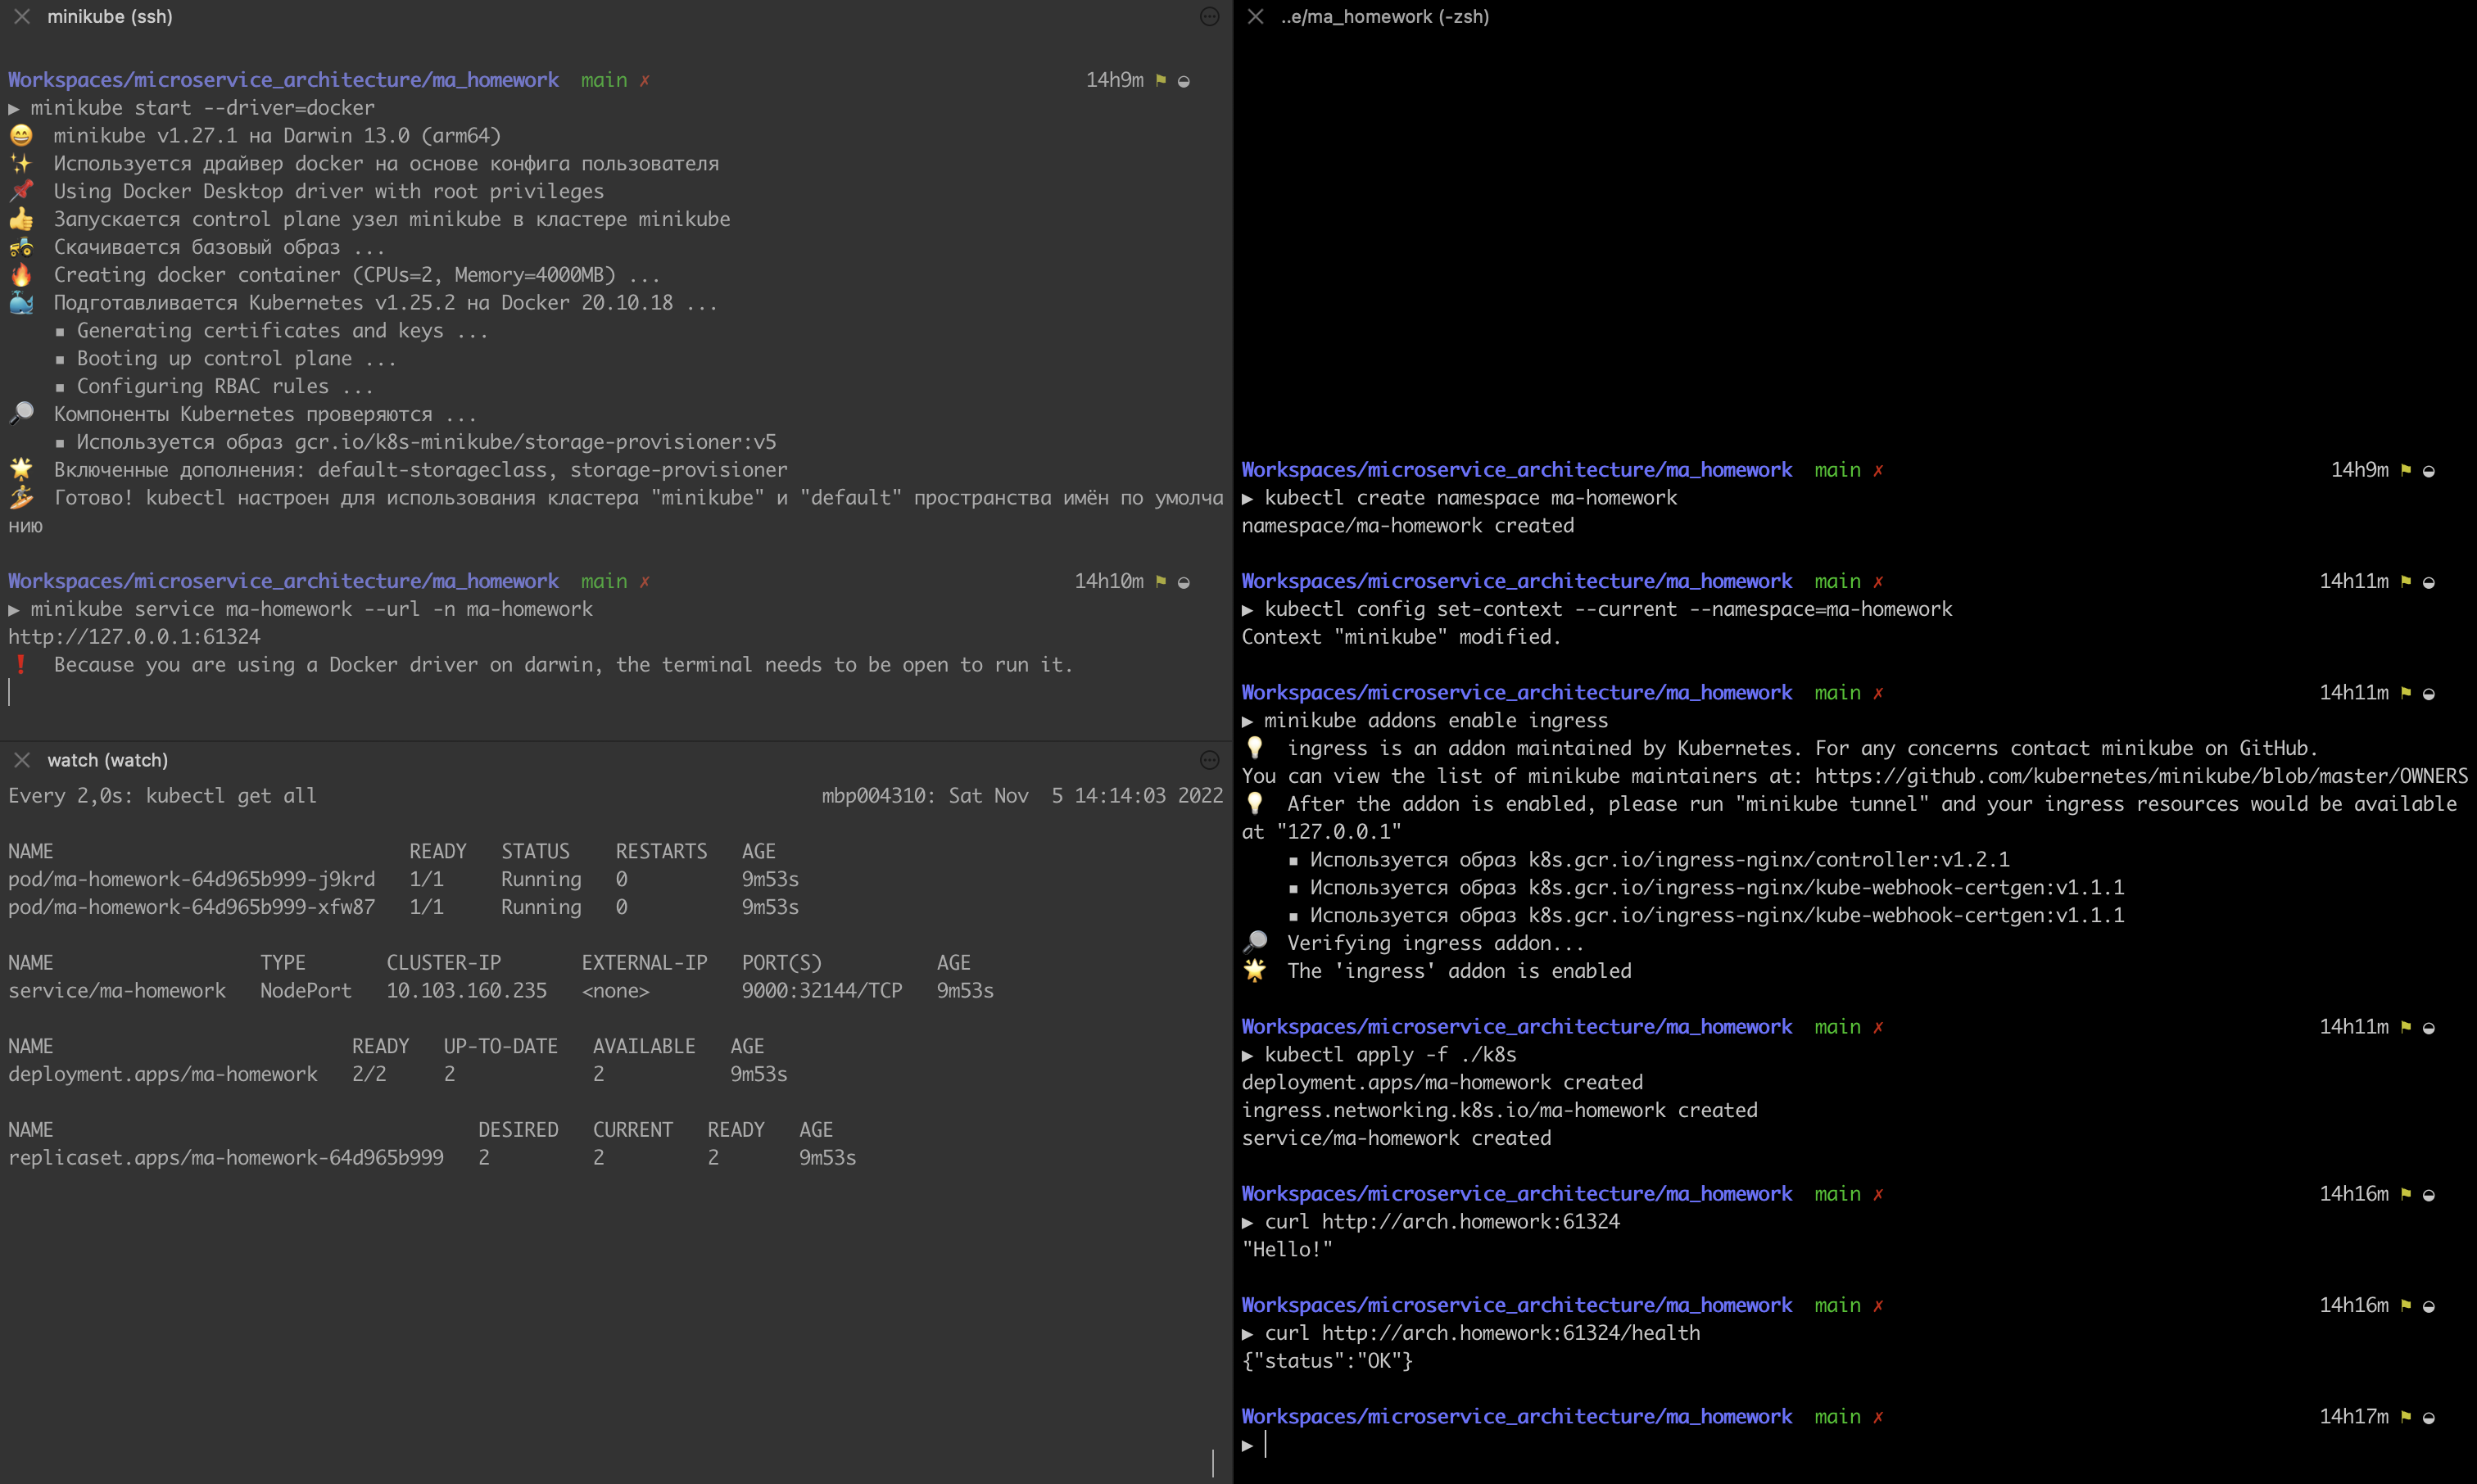 minikube (ssh)
Workspaces/microservice_architecture/ma_homework main ✗ 14h9m
▶ minikube start --driver=docker
😄 minikube v1.27.1 на Darwin 13.0 (arm64)
✨ Используется драйвер docker на основе конфига пользователя
📌 Using Docker Desktop driver with root privileges
👍 Запускается control plane узел minikube в кластере minikube
🚜 Скачивается базовый образ ...
🔥 Creating docker container (CPUs=2, Memory=4000MB) ...
🐳 Подготавливается Kubernetes v1.25.2 на Docker 20.10.18 ...
▪ Generating certificates and keys ...
▪ Booting up control plane ...
▪ Configuring RBAC rules ...
🔎 Компоненты Kubernetes проверяются ...
▪ Используется образ gcr.io/k8s-minikube/storage-provisioner:v5
🌟 Включенные дополнения: default-storageclass, storage-provisioner
🏄 Готово! kubectl настроен для использования кластера "minikube" и "default" пространства имён по умолча
нию
Workspaces/microservice_architecture/ma_homework main ✗ 14h10m
▶ minikube service ma-homework --url -n ma-homework
http://127.0.0.1:61324
❗ Because you are using a Docker driver on darwin, the terminal needs to be open to run it.
watch (watch)
Every 2,0s: kubectl get all mbp004310: Sat Nov 5 14:14:03 2022
NAME READY STATUS RESTARTS AGE
pod/ma-homework-64d965b999-j9krd 1/1 Running 0 9m53s
pod/ma-homework-64d965b999-xfw87 1/1 Running 0 9m53s
NAME TYPE CLUSTER-IP EXTERNAL-IP PORT(S) AGE
service/ma-homework NodePort 10.103.160.235 <none> 9000:32144/TCP 9m53s
NAME READY UP-TO-DATE AVAILABLE AGE
deployment.apps/ma-homework 2/2 2 2 9m53s
NAME DESIRED CURRENT READY AGE
replicaset.apps/ma-homework-64d965b999 2 2 2 9m53s
..e/ma_homework (-zsh)
Workspaces/microservice_architecture/ma_homework main ✗ 14h9m
▶ kubectl create namespace ma-homework
namespace/ma-homework created
Workspaces/microservice_architecture/ma_homework main ✗ 14h11m
▶ kubectl config set-context --current --namespace=ma-homework
Context "minikube" modified.
Workspaces/microservice_architecture/ma_homework main ✗ 14h11m
▶ minikube addons enable ingress
💡 ingress is an addon maintained by Kubernetes. For any concerns contact minikube on GitHub.
You can view the list of minikube maintainers at: https://github.com/kubernetes/minikube/blob/master/OWNERS
💡 After the addon is enabled, please run "minikube tunnel" and your ingress resources would be available
at "127.0.0.1"
▪ Используется образ k8s.gcr.io/ingress-nginx/controller:v1.2.1
▪ Используется образ k8s.gcr.io/ingress-nginx/kube-webhook-certgen:v1.1.1
▪ Используется образ k8s.gcr.io/ingress-nginx/kube-webhook-certgen:v1.1.1
🔎 Verifying ingress addon...
🌟 The 'ingress' addon is enabled
Workspaces/microservice_architecture/ma_homework main ✗ 14h11m
▶ kubectl apply -f ./k8s
deployment.apps/ma-homework created
ingress.networking.k8s.io/ma-homework created
service/ma-homework created
Workspaces/microservice_architecture/ma_homework main ✗ 14h16m
▶ curl http://arch.homework:61324
"Hello!"
Workspaces/microservice_architecture/ma_homework main ✗ 14h16m
▶ curl http://arch.homework:61324/health
{"status":"OK"}
Workspaces/microservice_architecture/ma_homework main ✗ 14h17m
▶